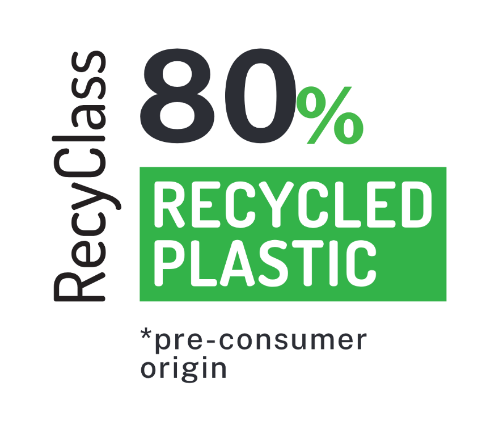 RecyClass
80%
RECYCLED
PLASTIC
*pre-consumer
origin